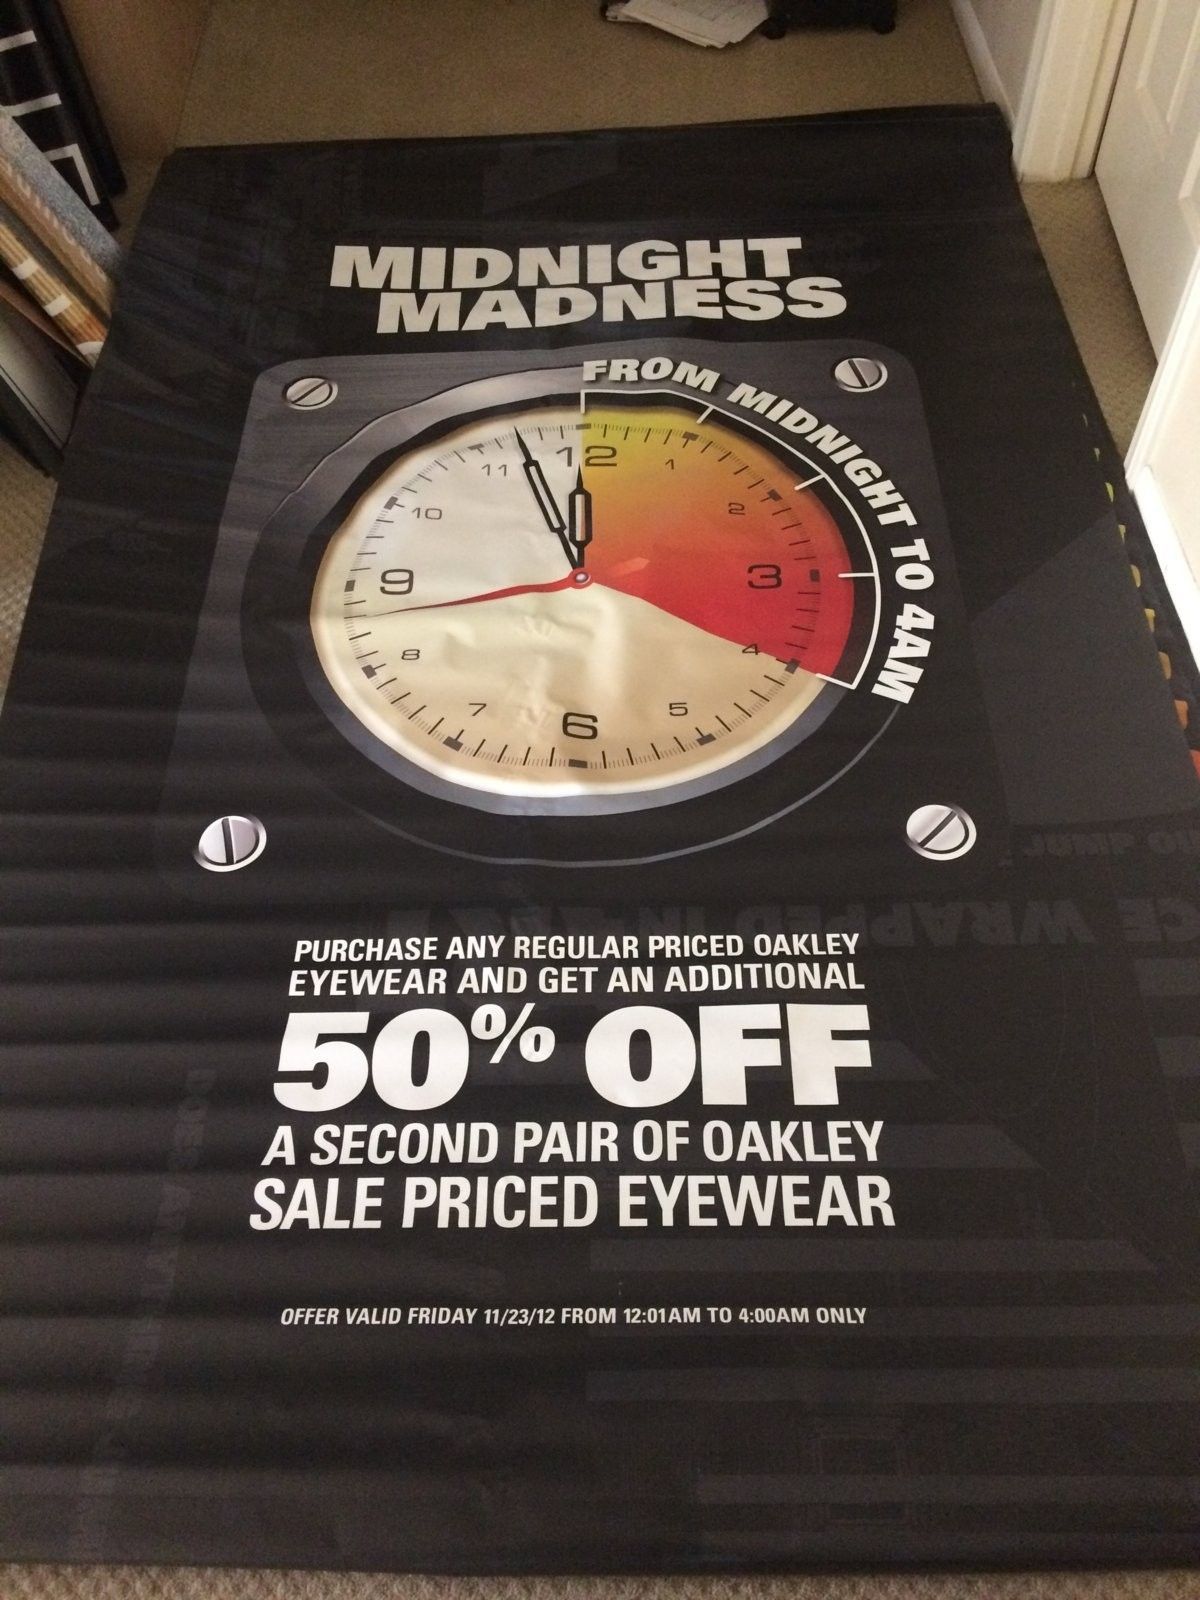 MIDNIGHT
MADNESS
FROM MIDNIGHT TO 4AM
12
1
2
3
4
5
6
7
8
9
10
11
PURCHASE ANY REGULAR PRICED OAKLEY
EYEWEAR AND GET AN ADDITIONAL
50% OFF
A SECOND PAIR OF OAKLEY
SALE PRICED EYEWEAR
OFFER VALID FRIDAY 11/23/12 FROM 12:01AM TO 4:00AM ONLY
WRAPPED IN